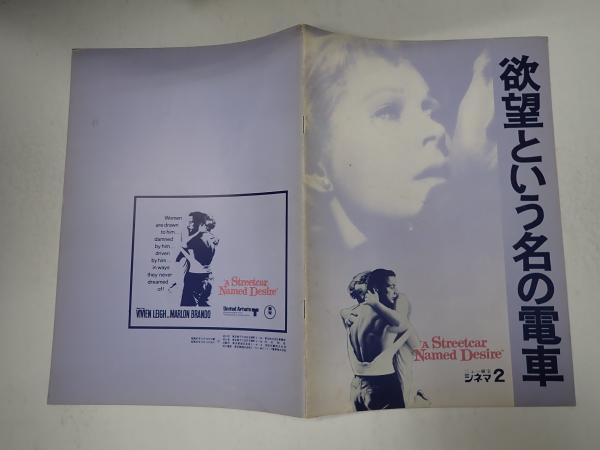 欲望という名の電車
"A Streetcar
Named Desire"
シネマ2
Women
are drawn
to him...
damned
by him...
driven
by him...
in ways
they never
dreamed
of!
"A Streetcar
Named Desire"
VIVIEN LEIGH MARLON BRANDO
United Artists